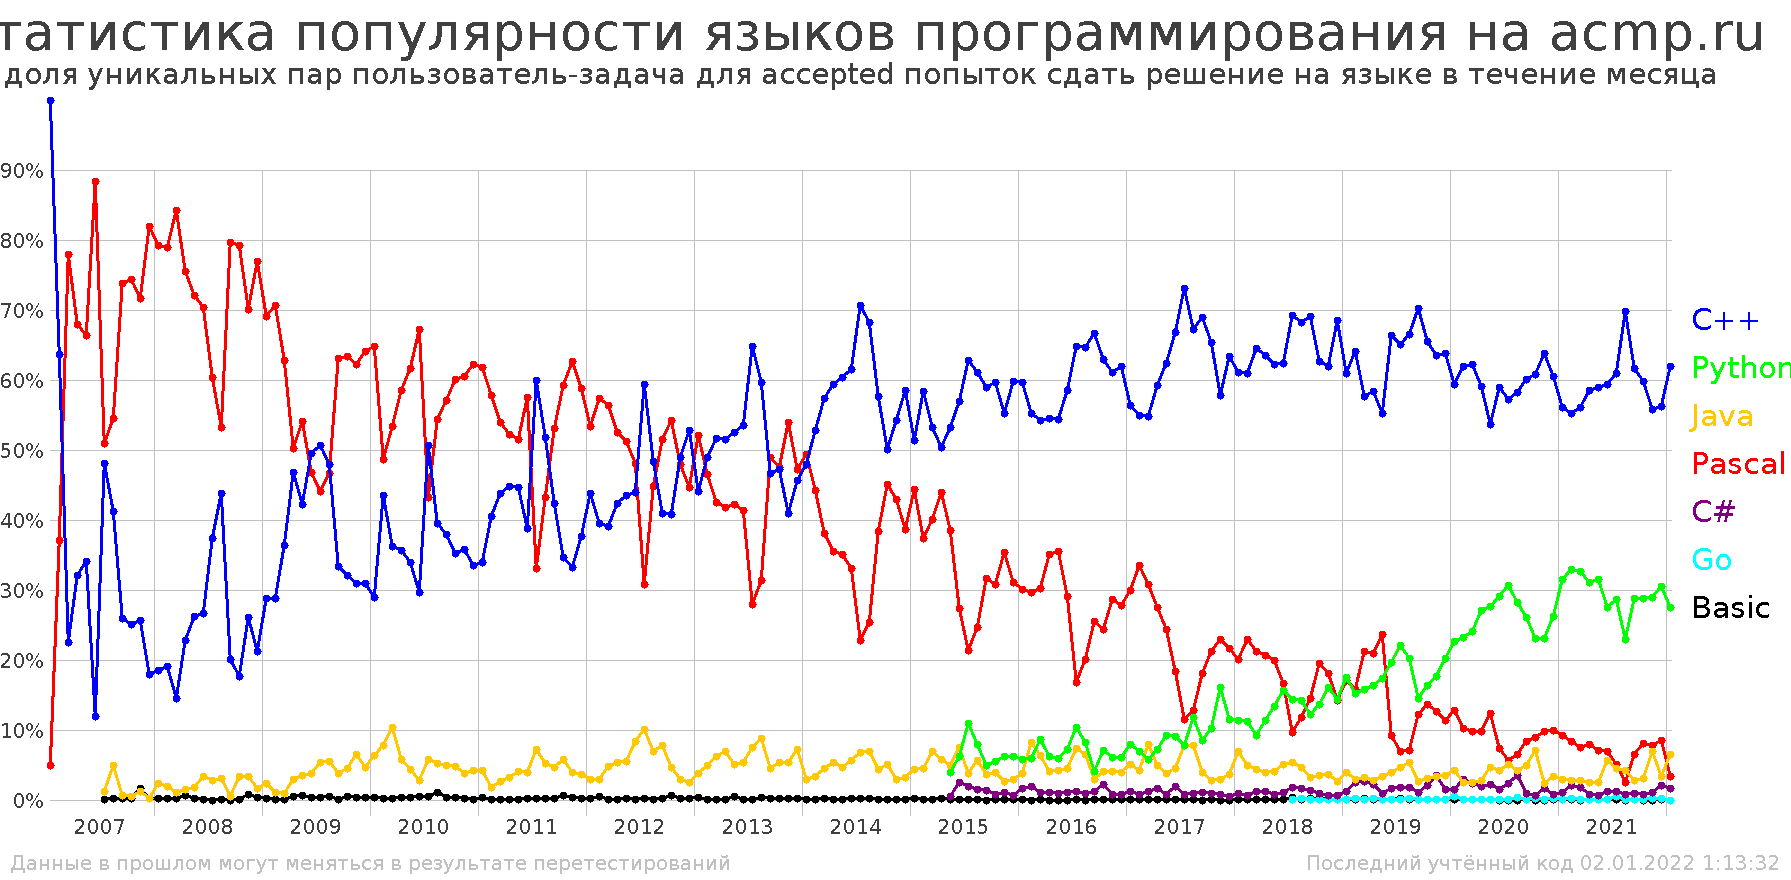 татистика популярности языков программирования на acmp.ru
доля уникальных пар пользователь-задача для accepted попыток сдать решение на языке в течение месяца
90%
80%
70%
60%
50%
40%
30%
20%
10%
0%
C++
Python
Java
Pascal
C#
Go
Basic
2007 2008 2009 2010 2011 2012 2013 2014 2015 2016 2017 2018 2019 2020 2021
Данные в прошлом могут меняться в результате перетестирований
Последний учтённый код 02.01.2022 1:13:32